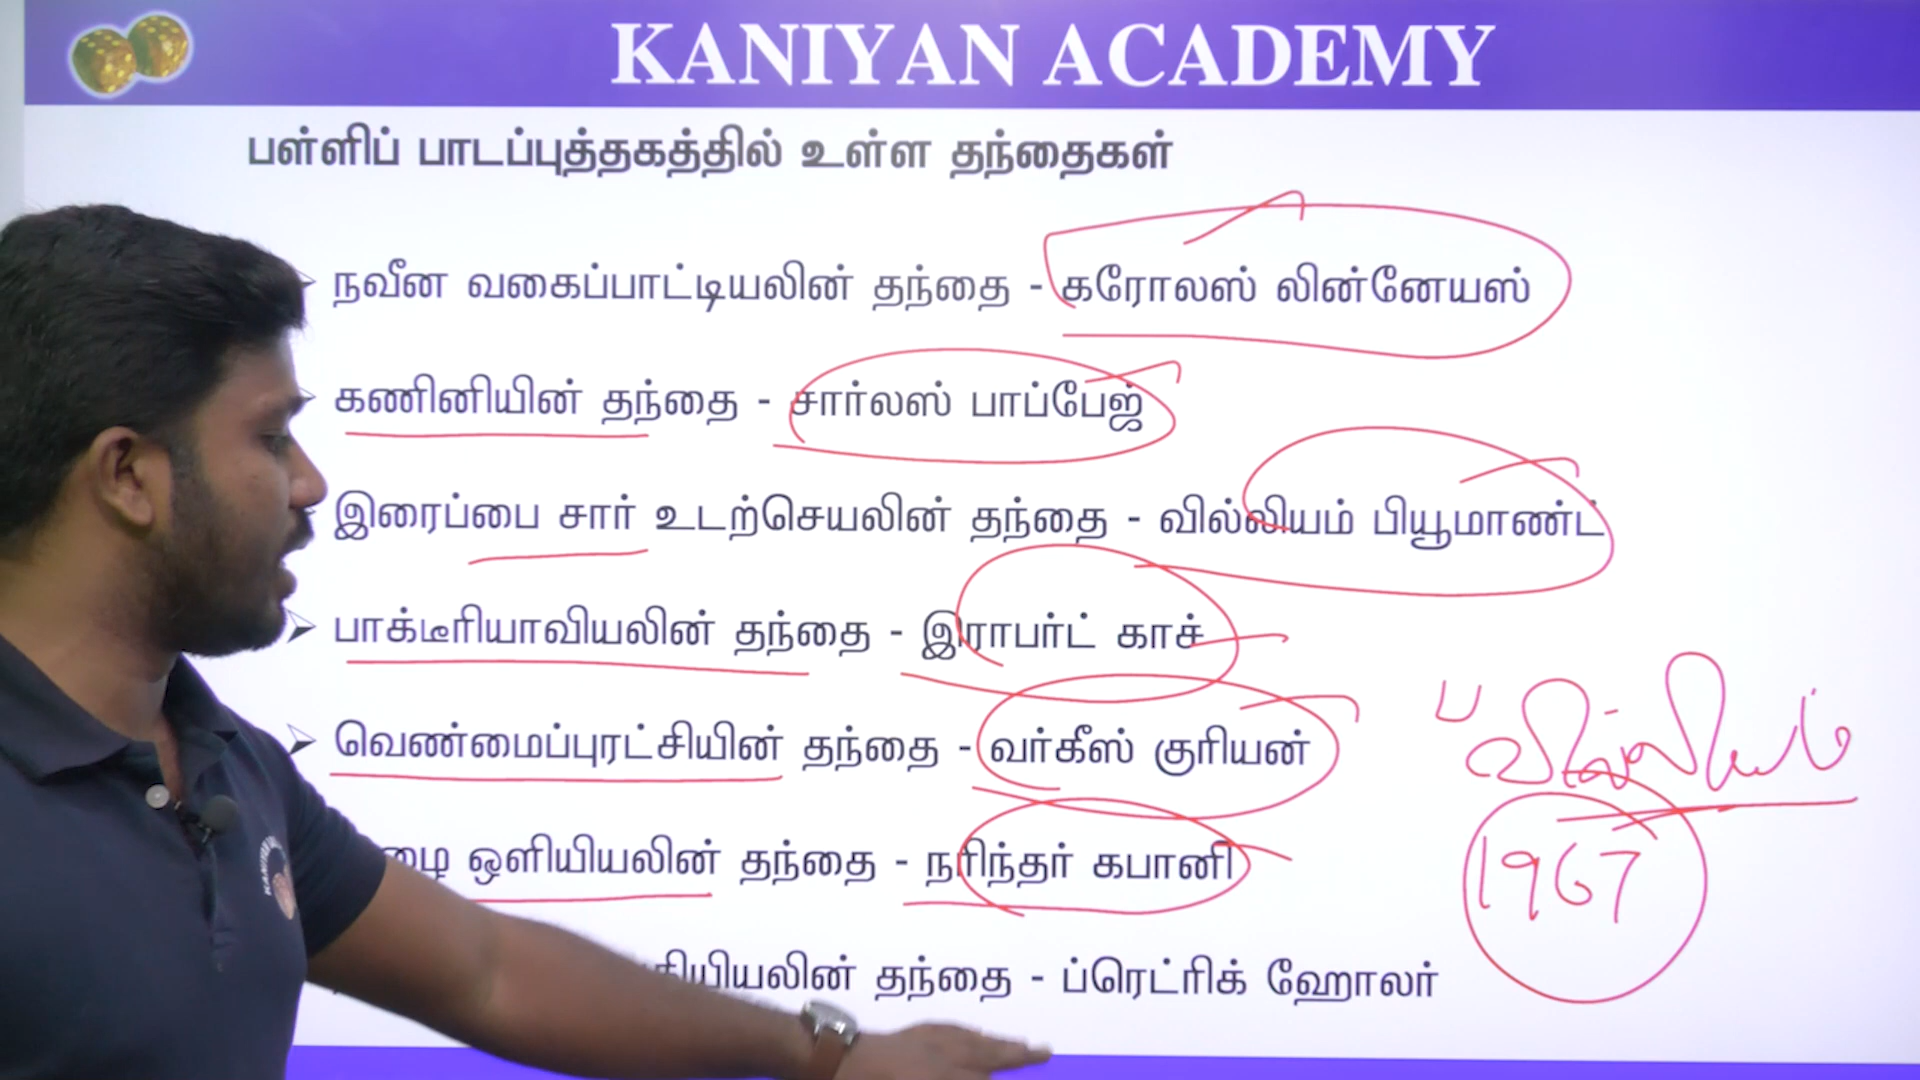 KANIYAN ACADEMY
பள்ளிப் பாடப்புத்தகத்தில் உள்ள தந்தைகள்
நவீன வகைப்பாட்டியலின் தந்தை - கரோலஸ் லின்னேயஸ்
கணினியின் தந்தை - சார்லஸ் பாப்பேஜ்
இரைப்பை சார் உடற்செயலின் தந்தை - வில்லியம் பியூமாண்ட்
பாக்டீரியாவியலின் தந்தை - இராபர்ட் காச்
வெண்மைப்புரட்சியின் தந்தை - வர்கீஸ் குரியன்
ஒளியியலின் தந்தை - நரிந்தர் கபானி
தந்தை - ப்ரெட்ரிக் ஹோலர்
வில்லியம்
1967